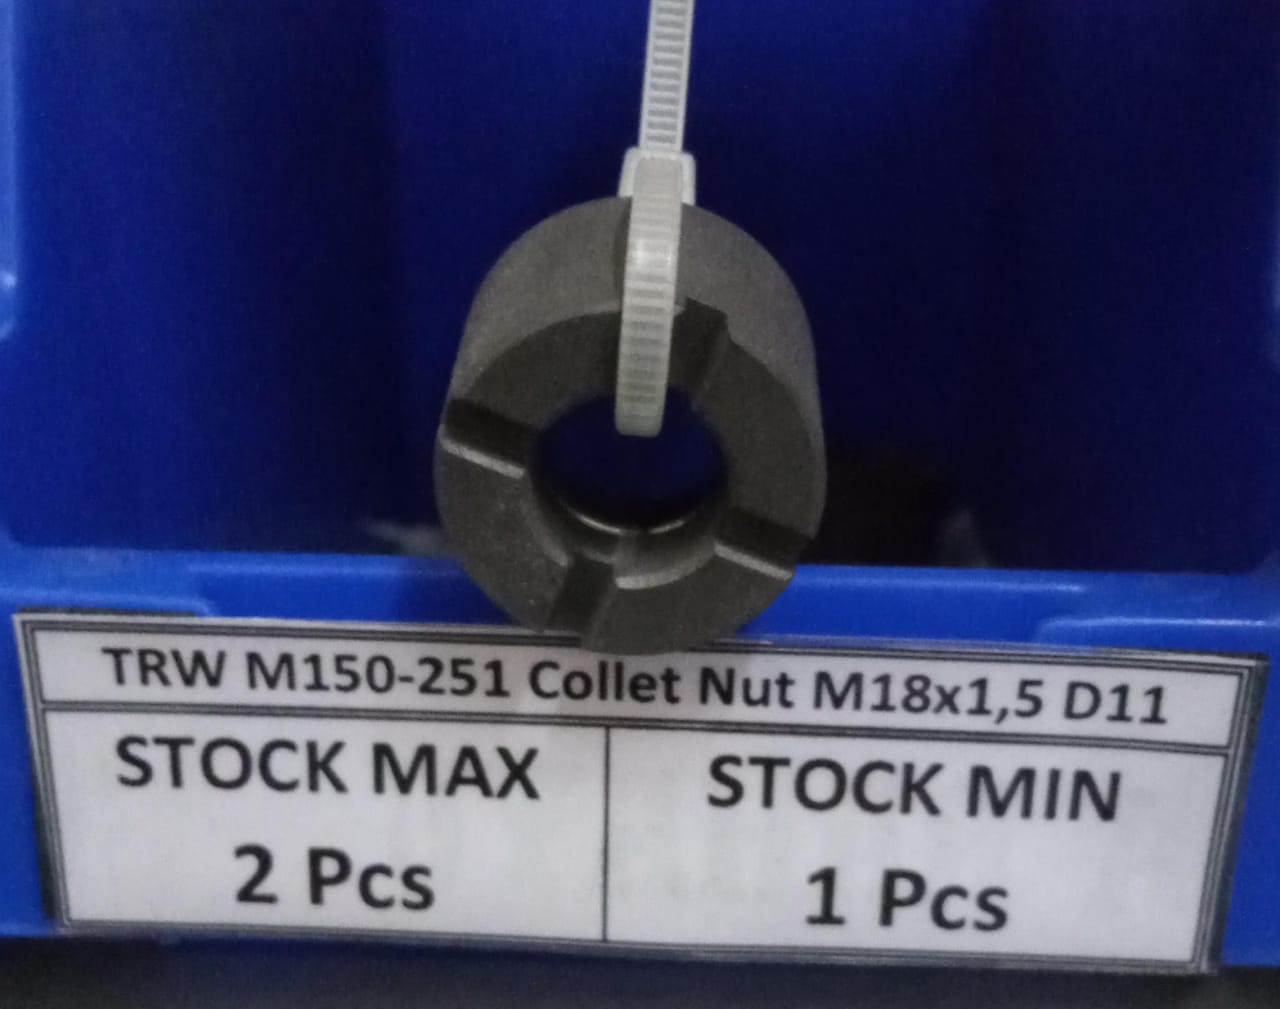 TRW M150-251 Collet Nut M18x1,5 D11
STOCK MAX
2 Pcs
STOCK MIN
1 Pcs